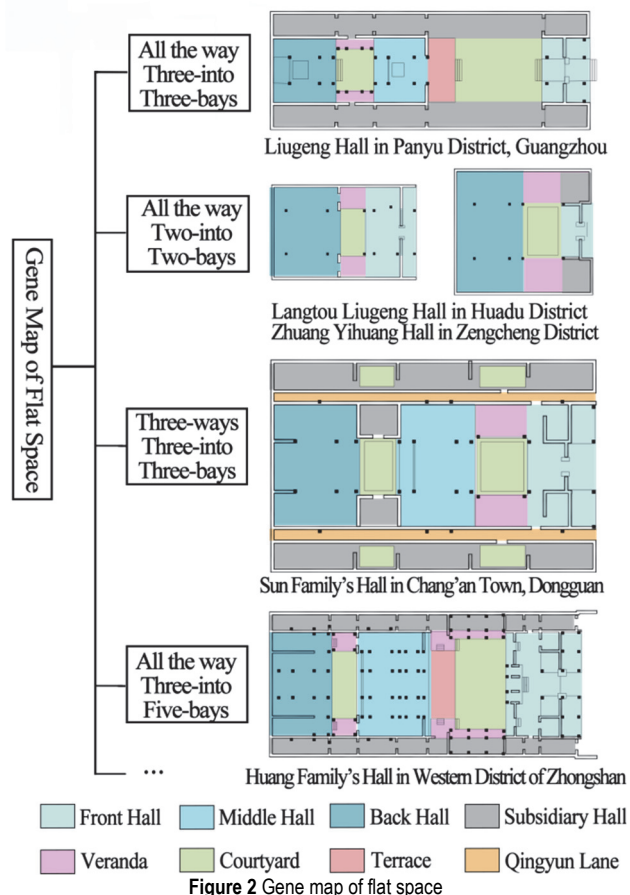 Gene Map of Flat Space
All the way
Three-into
Three-bays
Liugeng Hall in Panyu District, Guangzhou
All the way
Two-into
Two-bays
Langtou Liugeng Hall in Huadu District
Zhuang Yihuang Hall in Zengcheng District
Three-ways
Three-into
Three-bays
Sun Family's Hall in Chang'an Town, Dongguan
All the way
Three-into
Five-bays
Huang Family's Hall in Western District of Zhongshan
...
Front Hall Middle Hall Back Hall Subsidiary Hall
Veranda Courtyard Terrace Qingyun Lane
Figure 2 Gene map of flat space